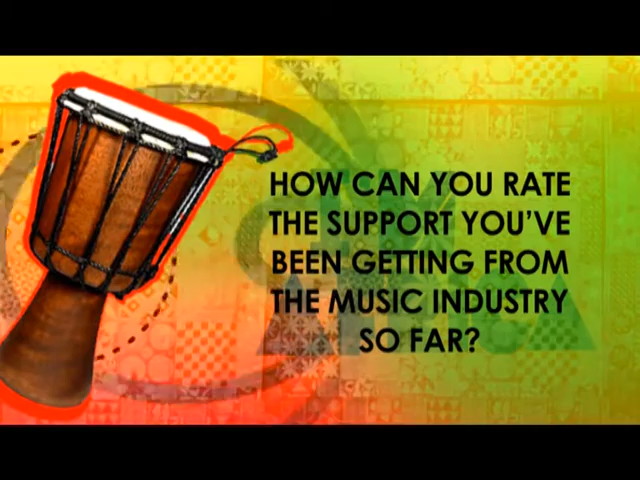 HOW CAN YOU RATE
THE SUPPORT YOU'VE
BEEN GETTING FROM
THE MUSIC INDUSTRY
SO FAR?